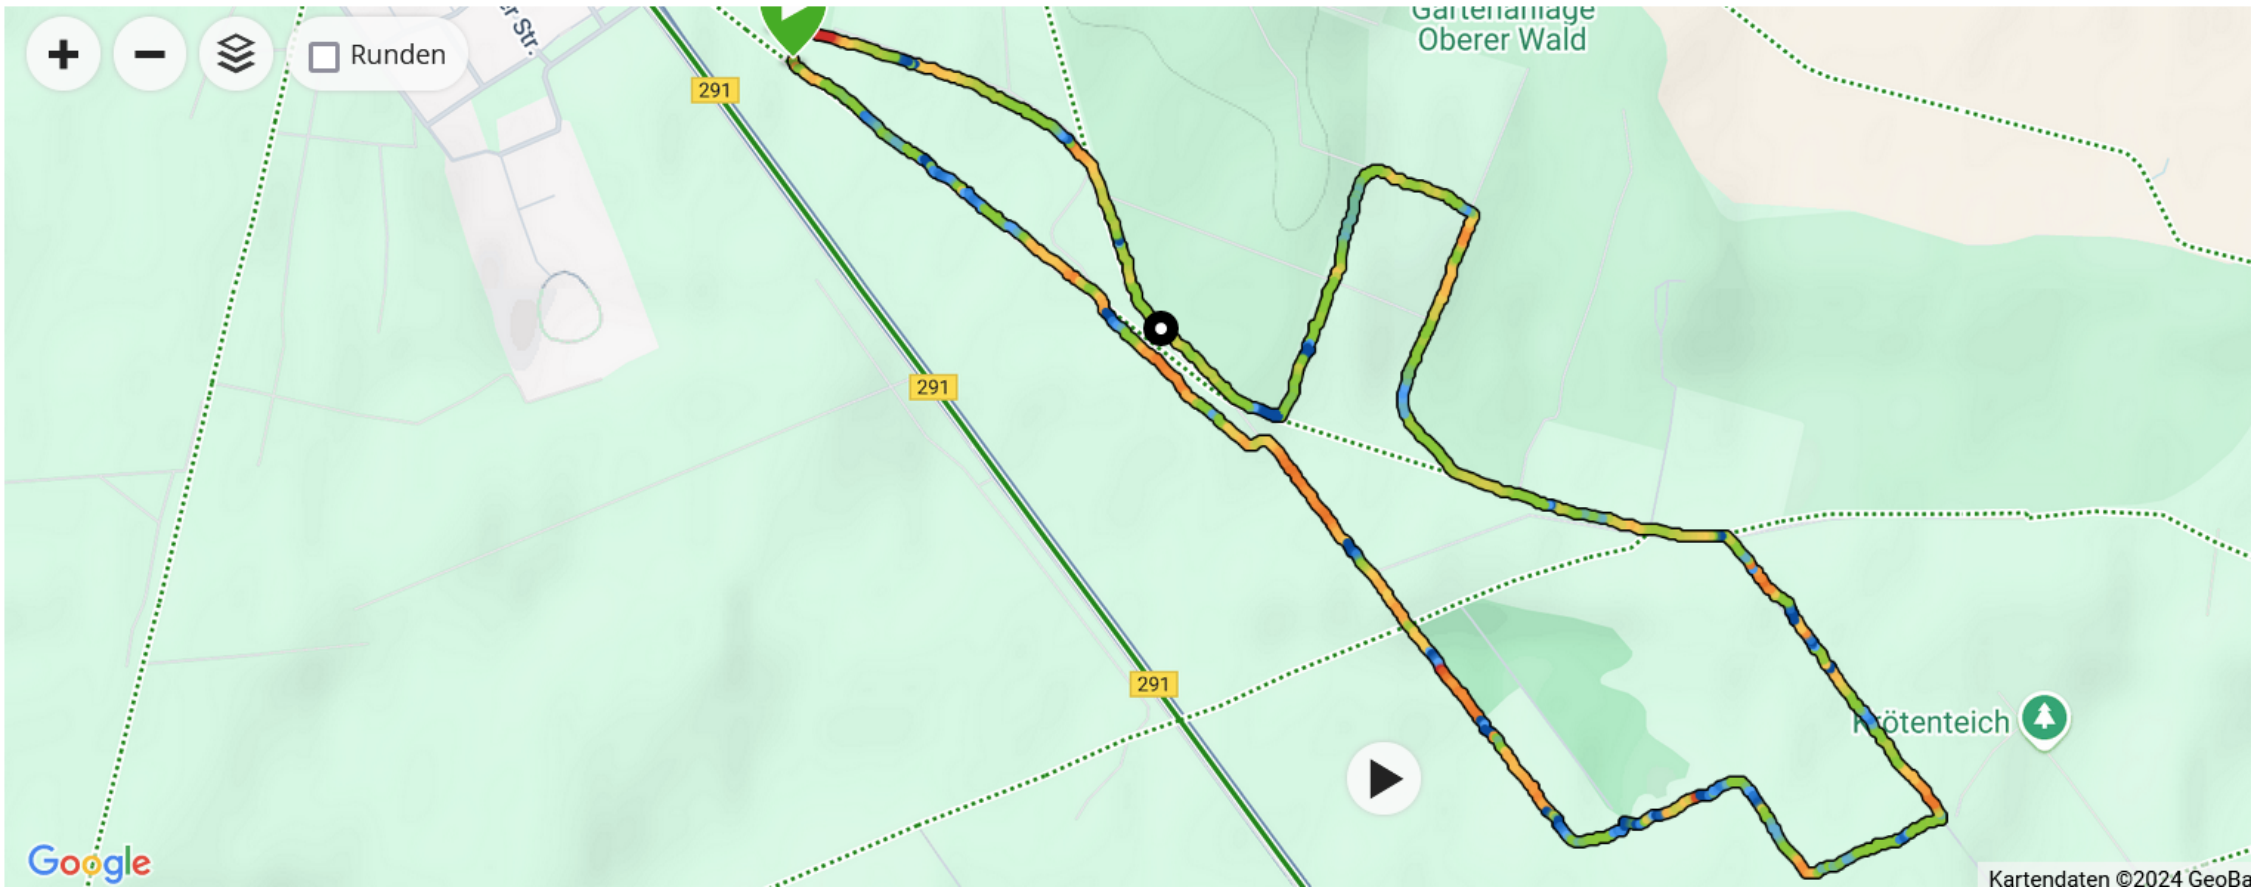 Runden
r Str.
Gartenanlage
Oberer Wald
291
291
291
Krötenteich
Google
Kartendaten ©2024 GeoBa